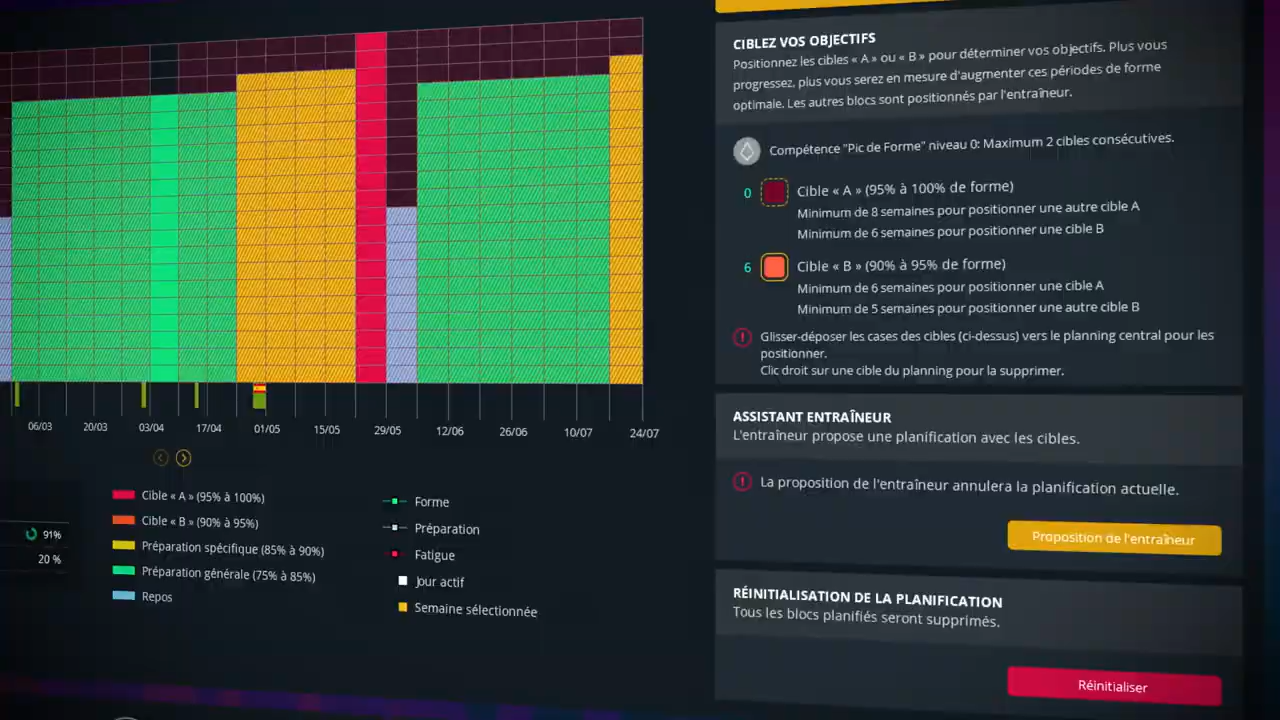 CIBLEZ VOS OBJECTIFS
Positionnez les cibles « A » ou « B » pour déterminer vos objectifs. Plus vous
progressez, plus vous serez en mesure d'augmenter ces périodes de forme
optimale. Les autres blocs sont positionnés par l'entraîneur.
Compétence "Pic de Forme" niveau 0: Maximum 2 cibles consécutives.
0 Cible « A » (95% à 100% de forme)
Minimum de 8 semaines pour positionner une autre cible A
Minimum de 6 semaines pour positionner une cible B
6 Cible « B » (90% à 95% de forme)
Minimum de 6 semaines pour positionner une cible A
Minimum de 5 semaines pour positionner une autre cible B
Glisser-déposer les cases des cibles (ci-dessus) vers le planning central pour les
positionner.
Clic droit sur une cible du planning pour la supprimer.
ASSISTANT ENTRAÎNEUR
L'entraîneur propose une planification avec les cibles.
La proposition de l'entraîneur annulera la planification actuelle.
Proposition de l'entraîneur
RÉINITIALISATION DE LA PLANIFICATION
Tous les blocs planifiés seront supprimés.
Réinitialiser
06/03 20/03 03/04 17/04 01/05 15/05 29/05 12/06 26/06 10/07 24/07
Cible « A » (95% à 100%)
Cible « B » (90% à 95%)
Préparation spécifique (85% à 90%)
Préparation générale (75% à 85%)
Repos
Forme
Préparation
Fatigue
Jour actif
Semaine sélectionnée
91%
20 %